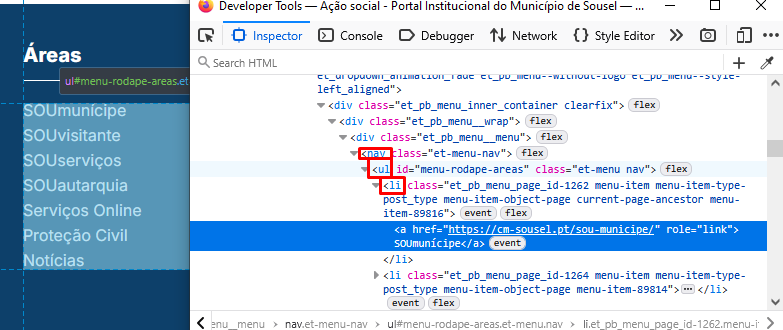 Developer Tools — Ação social - Portal Institucional do Município de Sousel —
Inspector Console Debugger Network Style Editor
Search HTML
Áreas
ul#menu-rodape-areas.et
SOUmunícipe
SOUvisitante
SOUserviços
SOUautarquia
Serviços Online
Proteção Civil
Notícias
et_dropdown_animation_fade et_pb_menu--without-logo et_pb_menu--style-
left_aligned">
<div class="et_pb_menu_inner_container clearfix"> flex
<div class="et_pb_menu__wrap"> flex
<div class="et_pb_menu__menu"> flex
<nav class="et-menu-nav"> flex
<ul id="menu-rodape-areas" class="et-menu nav"> flex
<li class="et_pb_menu_page_id-1262 menu-item menu-item-type-
post_type menu-item-object-page current-page-ancestor menu-
item-89816"> event flex
<a href="https://cm-sousel.pt/sou-municipe/" role="link">
SOUmunícipe</a> event
</li>
<li class="et_pb_menu_page_id-1264 menu-item menu-item-type-
post_type menu-item-object-page menu-item-89814"> ••• </li>
event flex
nu__menu nav.et-menu-nav ul#menu-rodape-areas.et-menu.nav li.et_pb_menu_page_id-1262.menu-i